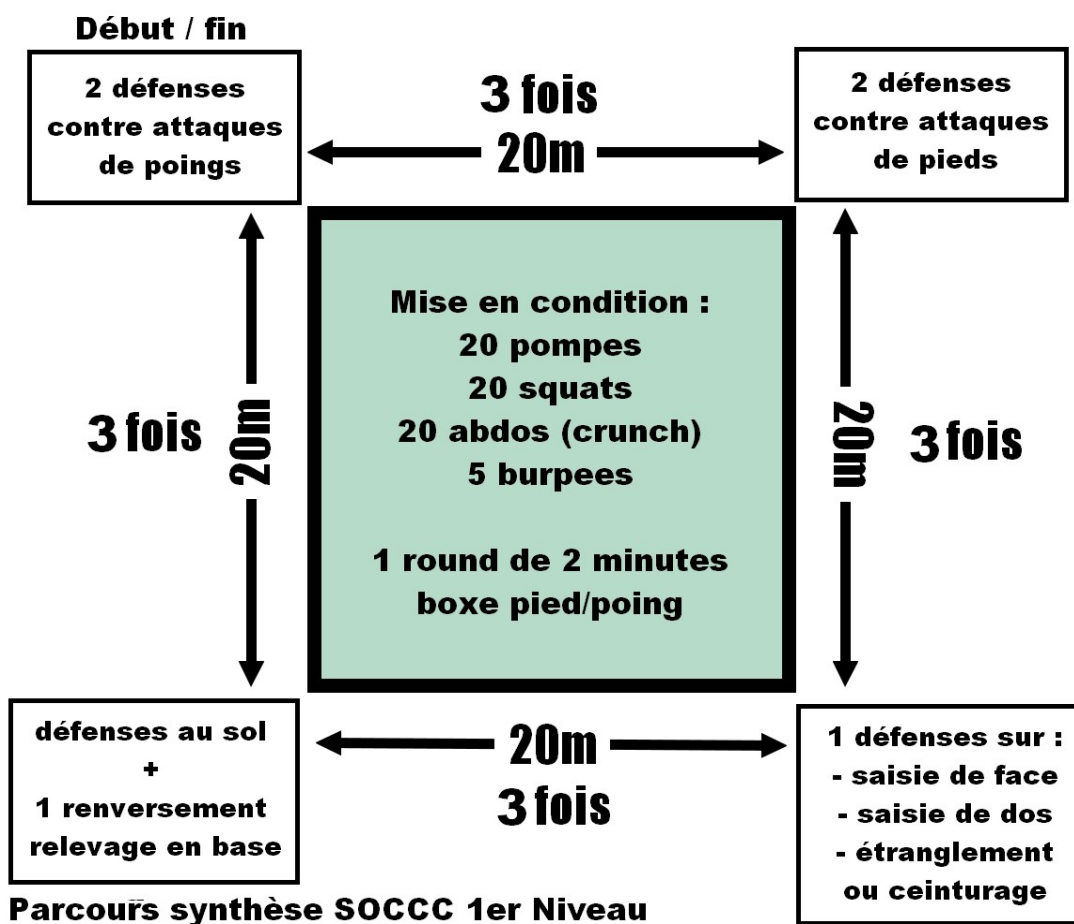 Début / fin
2 défenses
contre attaques
de poings
3 fois
20m
2 défenses
contre attaques
de pieds
3 fois
20m
Mise en condition :
20 pompes
20 squats
20 abdos (crunch)
5 burpees
1 round de 2 minutes
boxe pied/poing
20m
3 fois
défenses au sol
+
1 renversement
relevage en base
20m
3 fois
1 défenses sur :
- saisie de face
- saisie de dos
- étranglement
ou ceinturage
Parcours synthèse SOCCC 1er Niveau